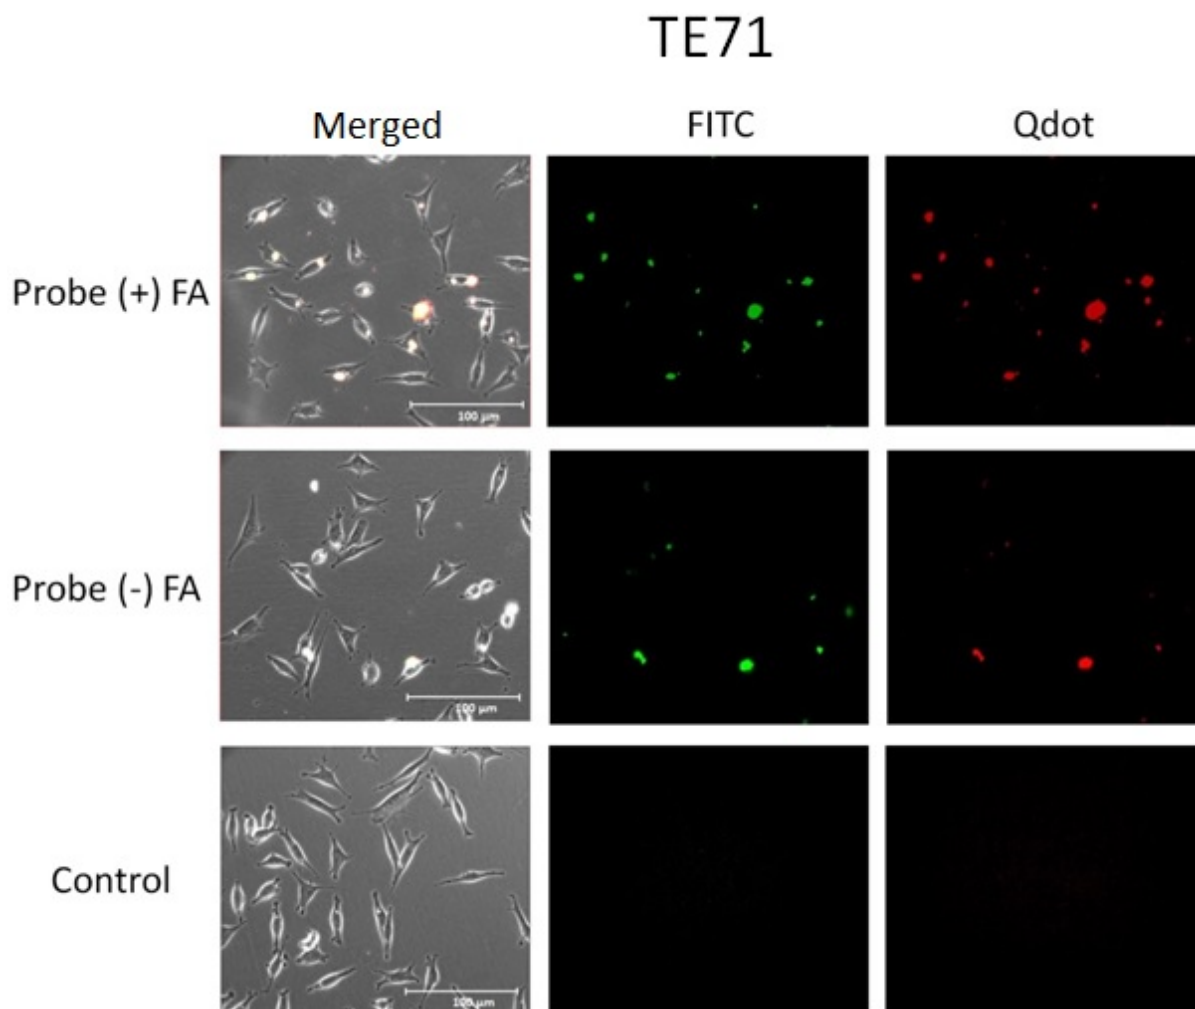 TE71
Merged FITC Qdot
Probe (+) FA
100 µm
Probe (-) FA
100 µm
Control
100 µm